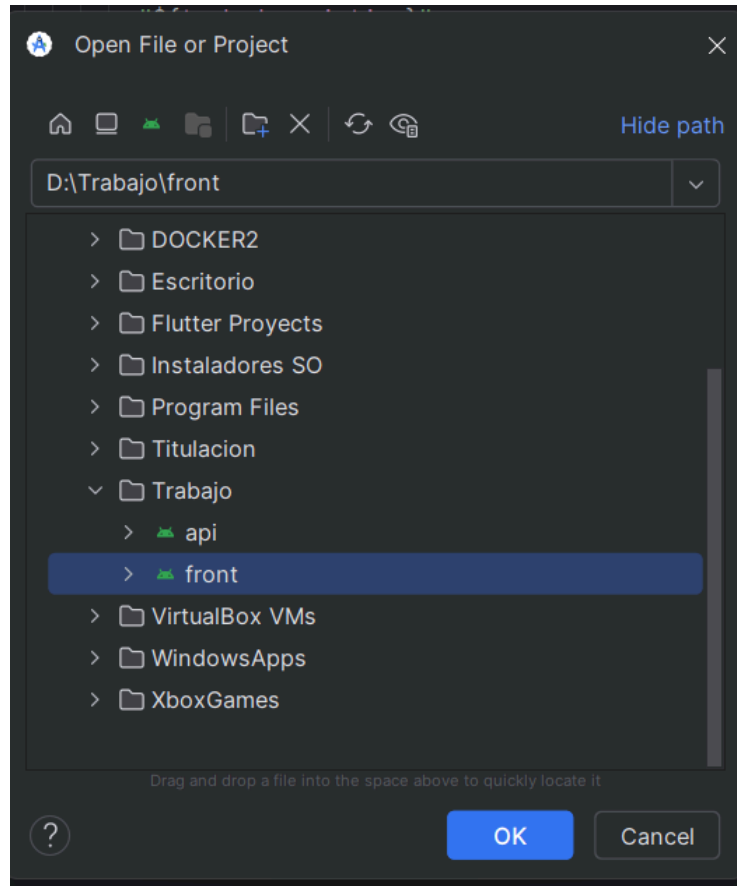 Open File or Project
Hide path
D:\Trabajo\front
DOCKER2
Escritorio
Flutter Proyects
Instaladores SO
Program Files
Titulacion
Trabajo
api
front
VirtualBox VMs
WindowsApps
XboxGames
Drag and drop a file into the space above to quickly locate it
?
OK
Cancel